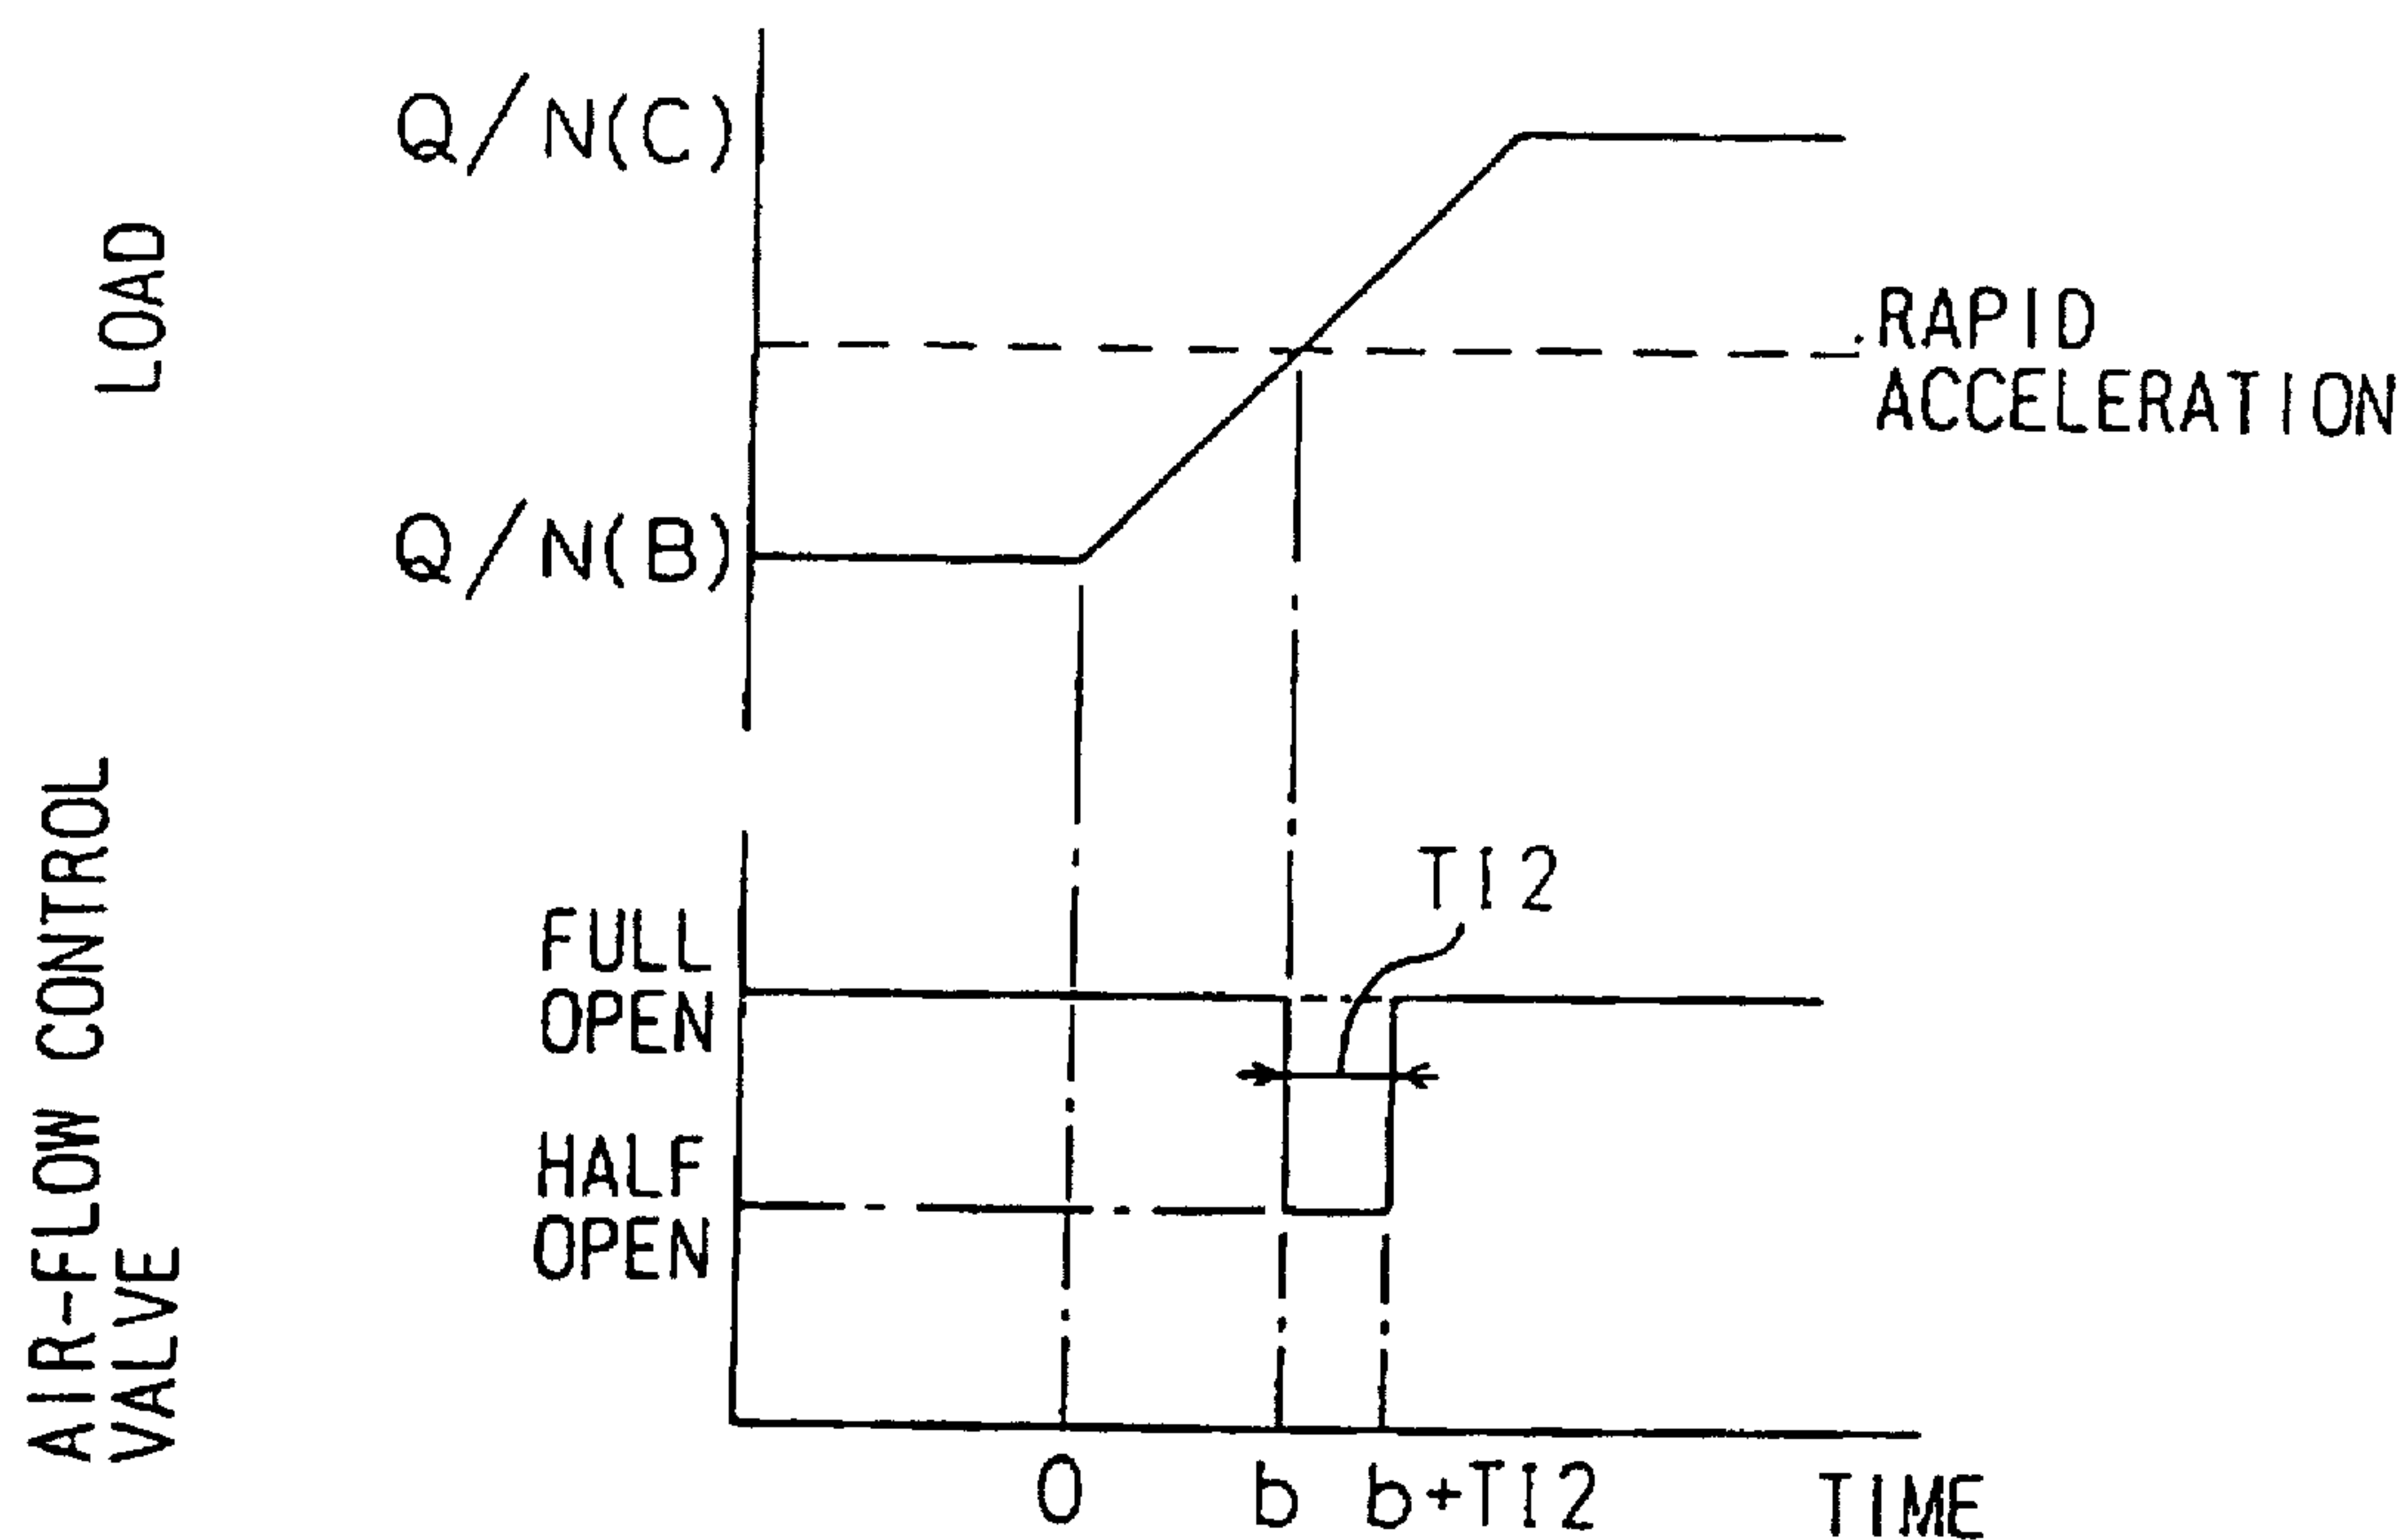 LOAD
Q/N(C)
RAPID
ACCELERATION
Q/N(B)
AIR-FLOW CONTROL
VALVE
TI2
FULL
OPEN
HALF
OPEN
0
b
b+TI2
TIME